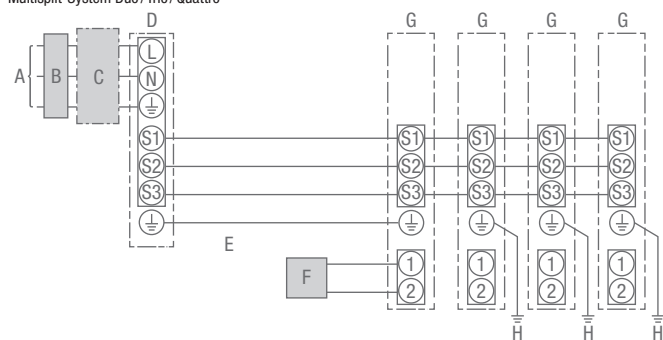 Multisplit-System Duo / Trio / Quattro
D G G G G
A B C L
N
S1 S1 S1 S1 S1
S2 S2 S2 S2 S2
S3 S3 S3 S3 S3
E
F 1 1 1 1
2 2 2 2
H H H